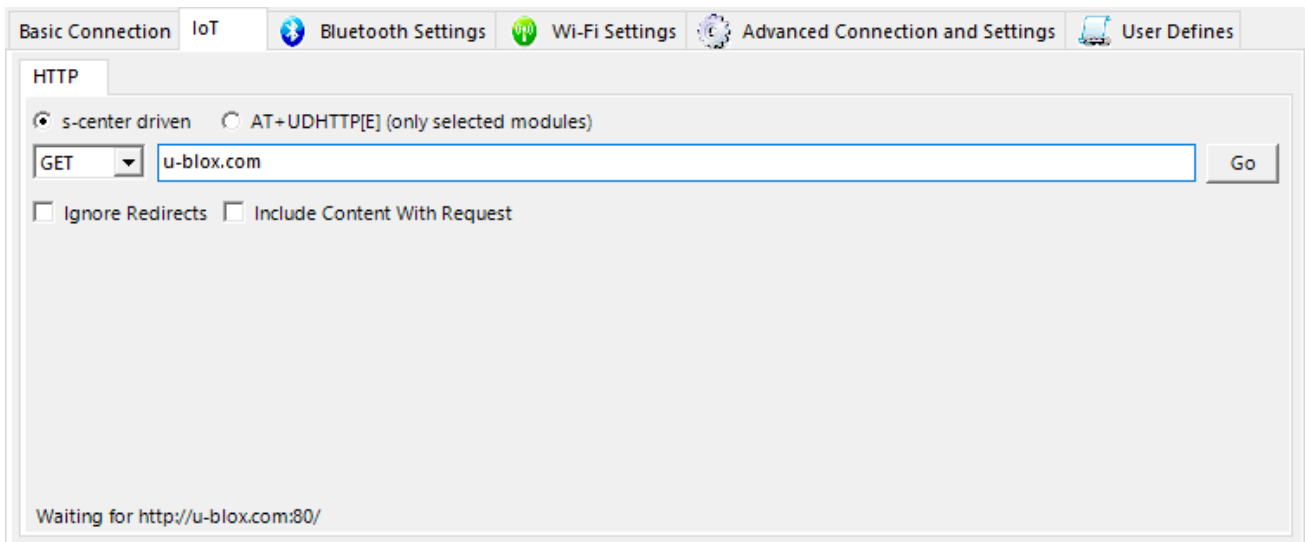 Basic Connection IoT Bluetooth Settings Wi-Fi Settings Advanced Connection and Settings User Defines
HTTP
s-center driven AT+UDHTTP[E] (only selected modules)
GET u-blox.com Go
Ignore Redirects Include Content With Request
Waiting for http://u-blox.com:80/